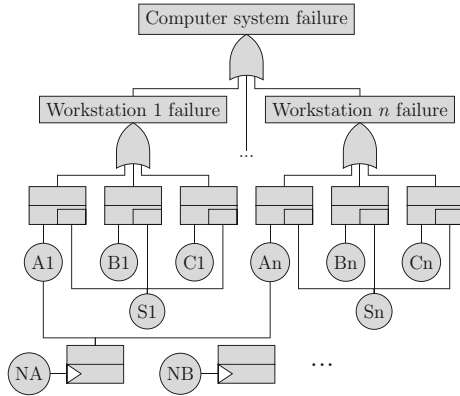 Computer system failure
Workstation 1 failure
Workstation n failure
...
A1
B1
C1
An
Bn
Cn
S1
Sn
NA
NB
...